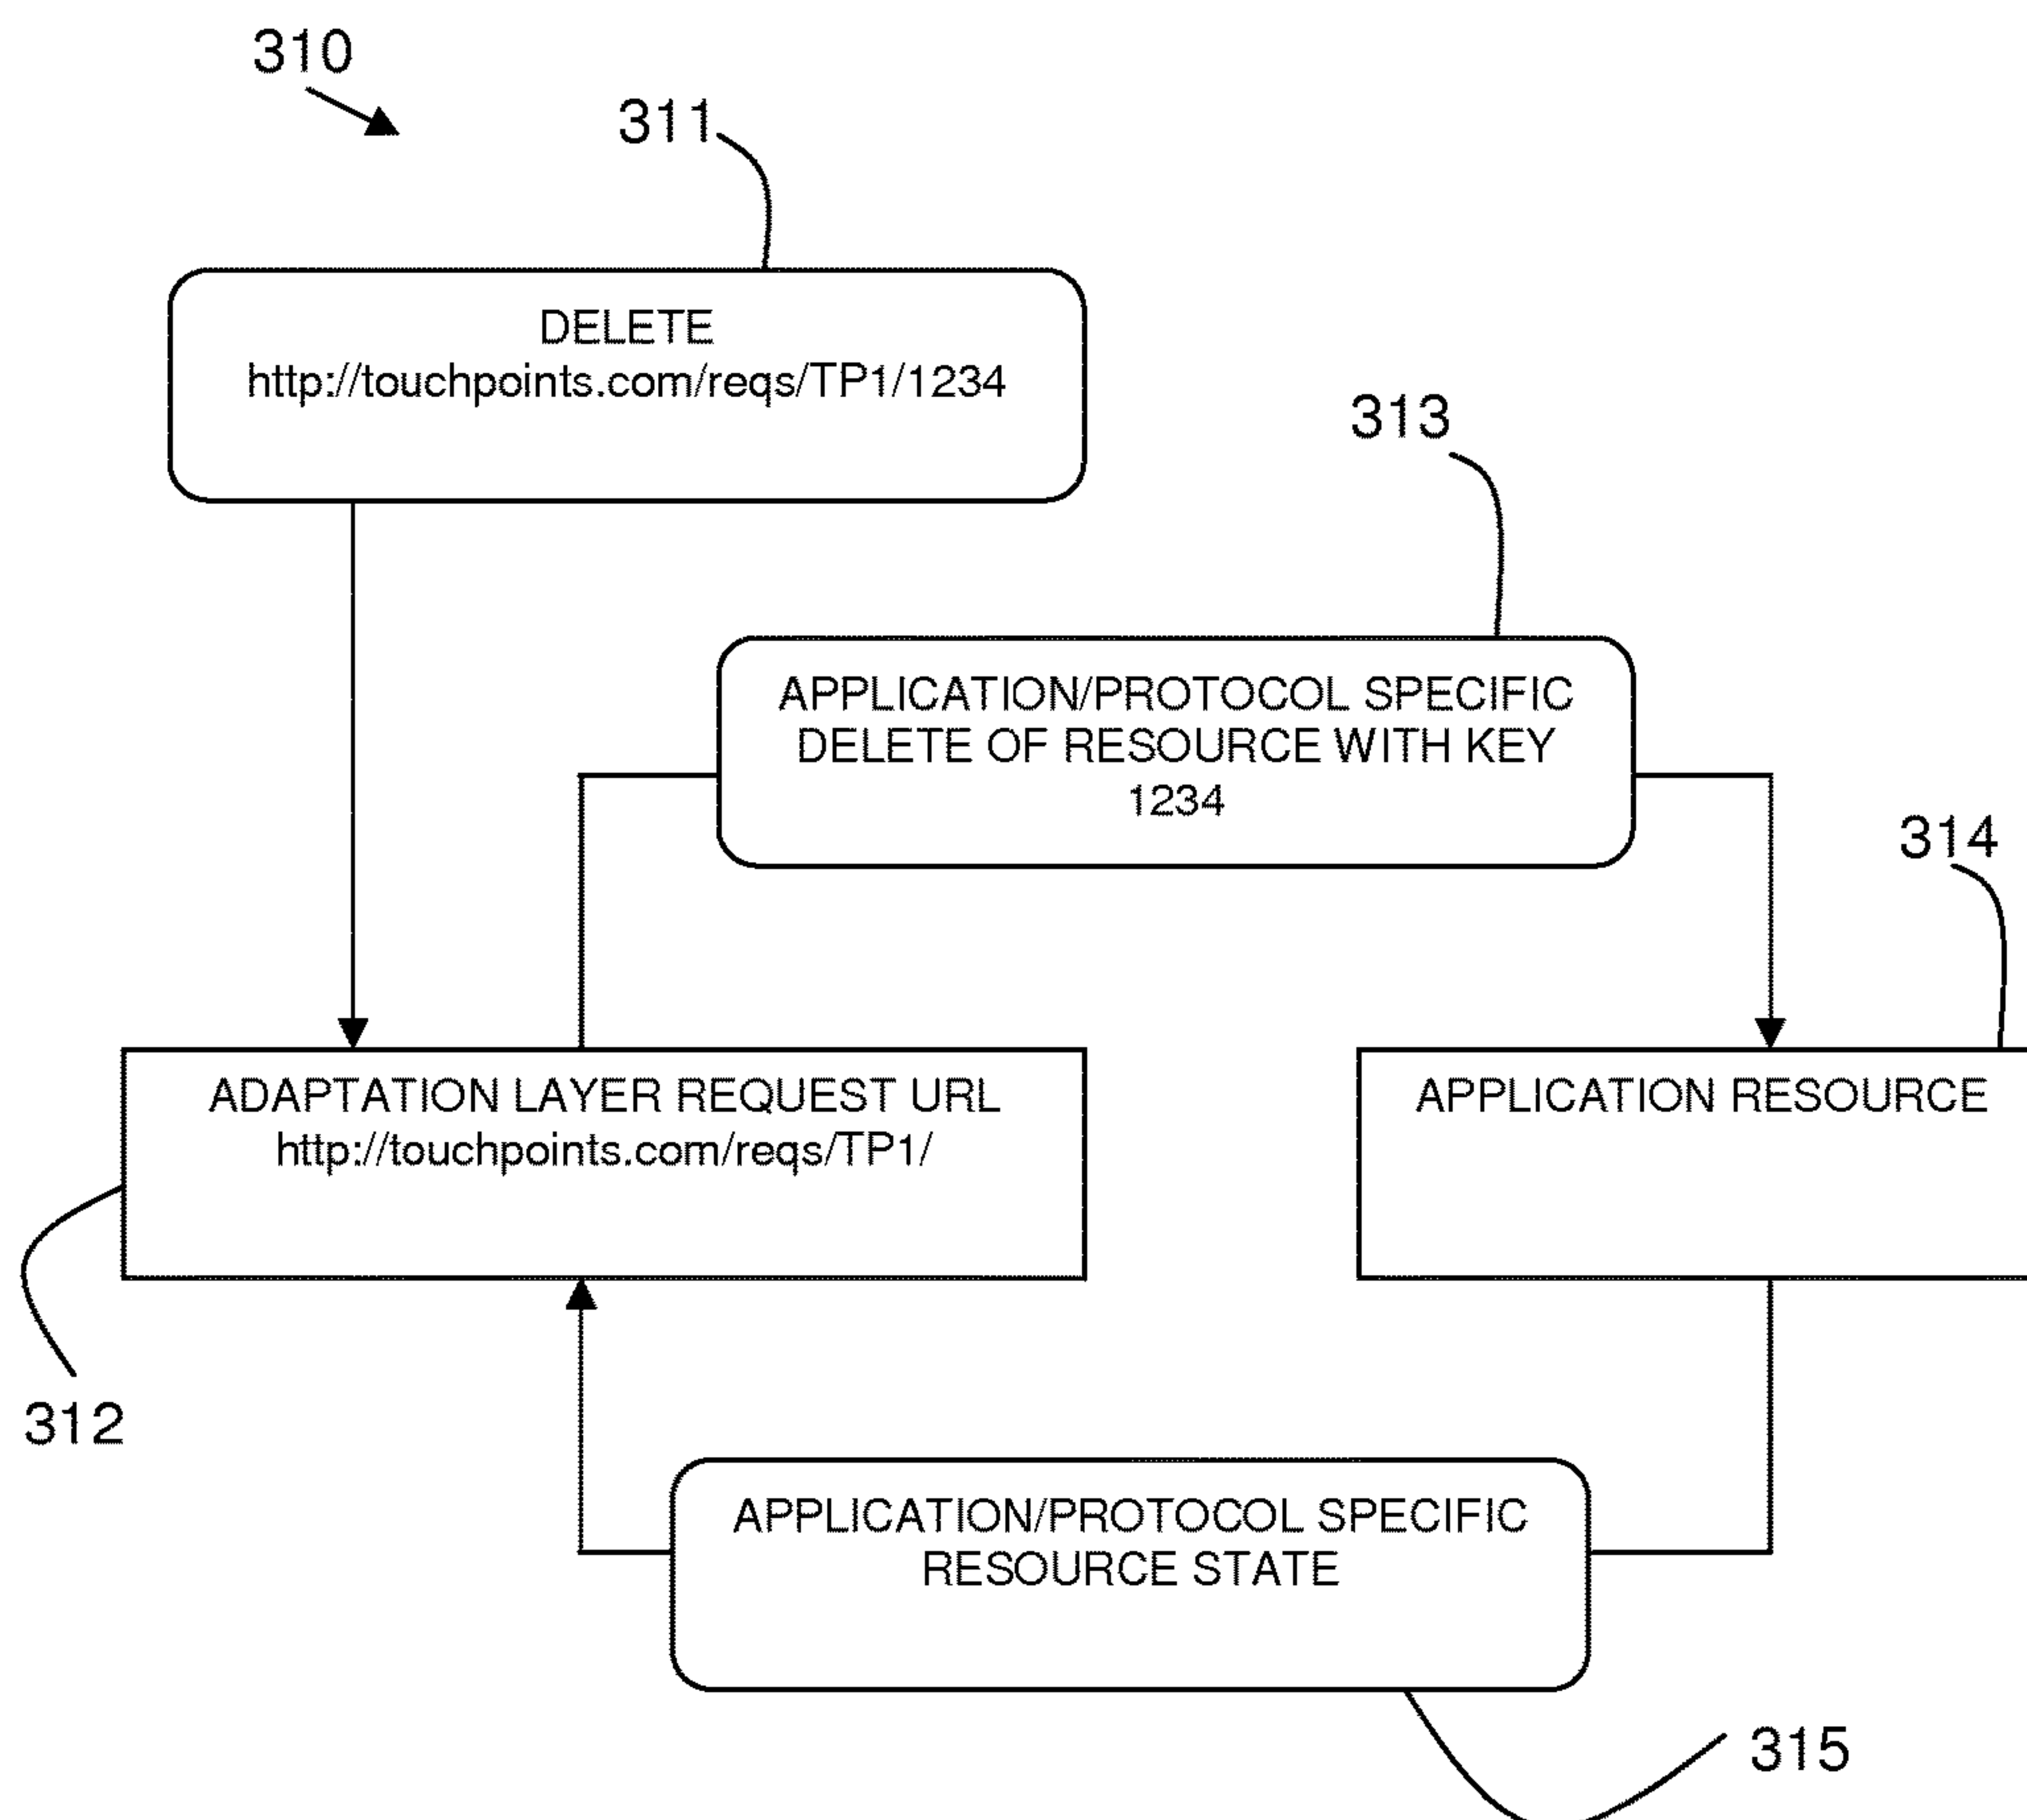 310
311
DELETE
http://touchpoints.com/reqs/TP1/1234
313
APPLICATION/PROTOCOL SPECIFIC
DELETE OF RESOURCE WITH KEY
1234
314
ADAPTATION LAYER REQUEST URL
http://touchpoints.com/reqs/TP1/
APPLICATION RESOURCE
312
APPLICATION/PROTOCOL SPECIFIC
RESOURCE STATE
315